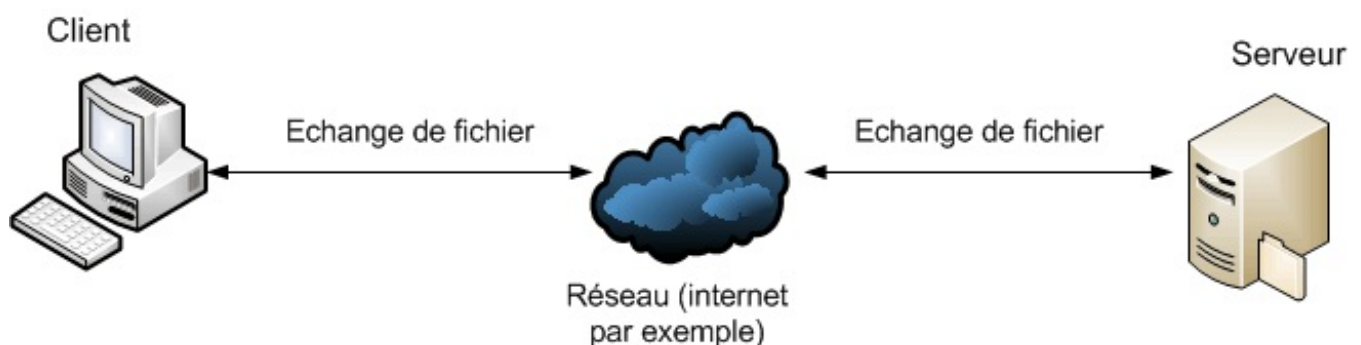 Client
Serveur
Echange de fichier
Echange de fichier
Réseau (internet
par exemple)